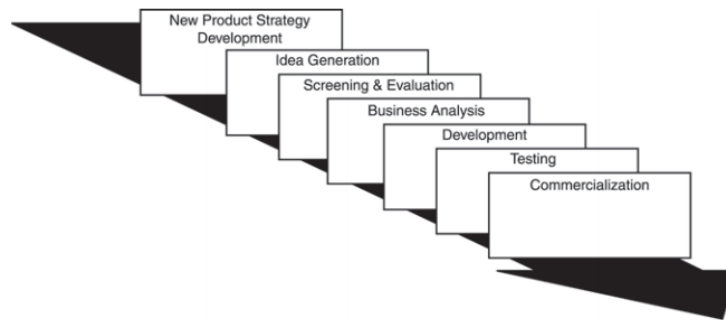 New Product Strategy
Development
Idea Generation
Screening & Evaluation
Business Analysis
Development
Testing
Commercialization